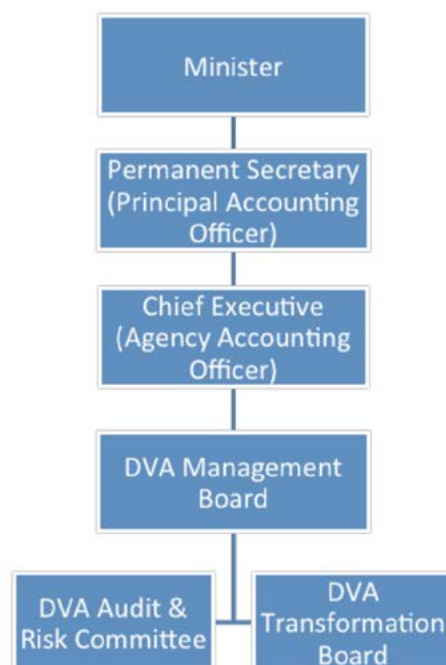 Minister
Permanent Secretary
(Principal Accounting
Officer)
Chief Executive
(Agency Accounting
Officer)
DVA Management
Board
DVA Audit &
Risk Committee
DVA
Transformation
Board